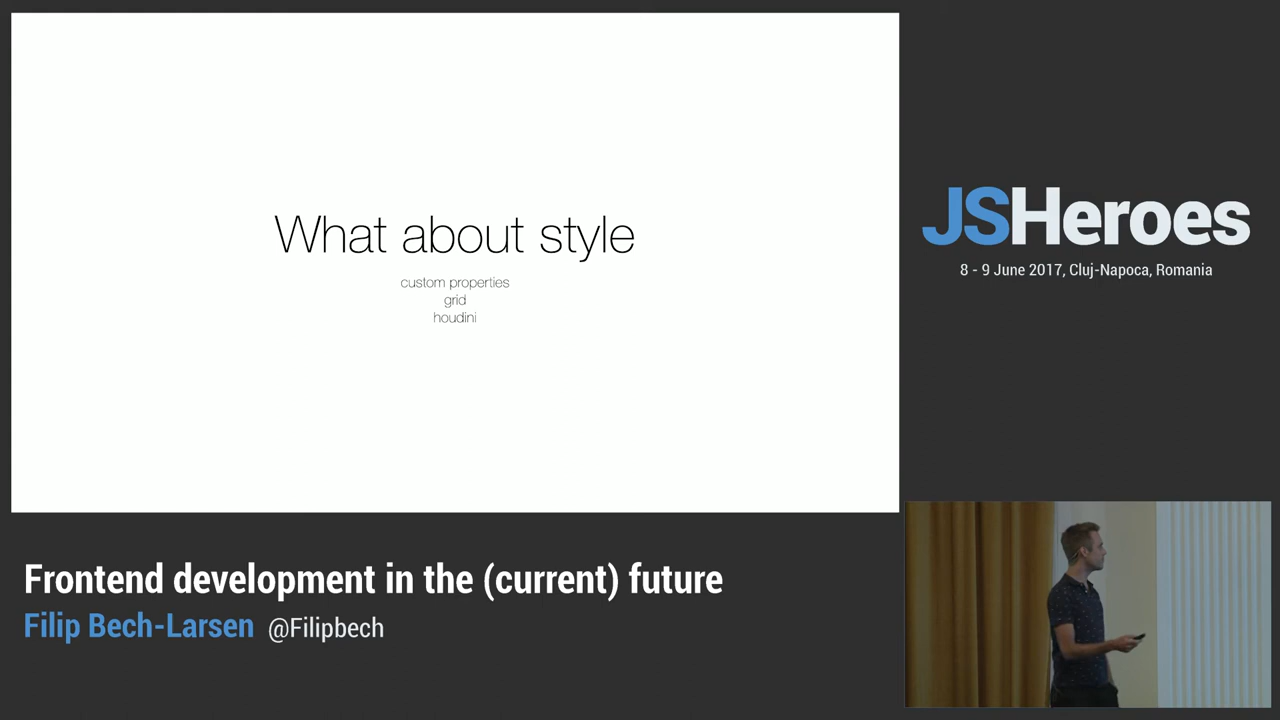 What about style
custom properties
grid
houdini
JSHeroes
8 - 9 June 2017, Cluj-Napoca, Romania
Frontend development in the (current) future
Filip Bech-Larsen @Filipbech